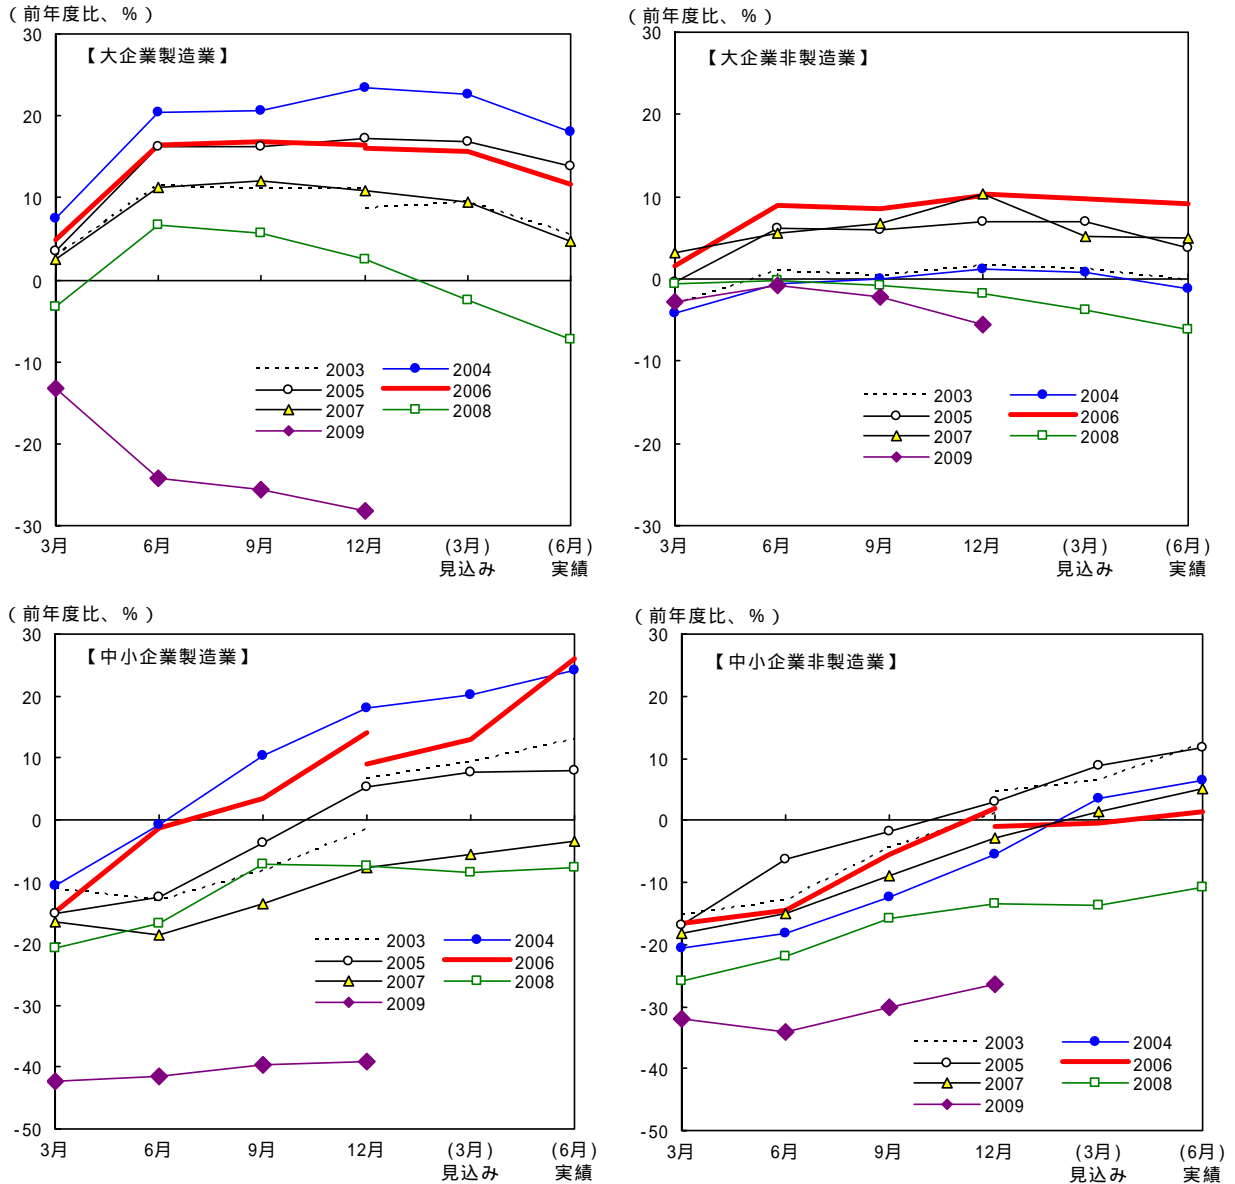 （前年度比、％）
【大企業製造業】
30
20
10
0
-10
-20
-30
2003
2004
2005
2006
2007
2008
2009
3月
6月
9月
12月
(3月)
見込み
(6月)
実績
（前年度比、％）
【大企業非製造業】
30
20
10
0
-10
-20
-30
2003
2004
2005
2006
2007
2008
2009
3月
6月
9月
12月
(3月)
見込み
(6月)
実績
（前年度比、％）
【中小企業製造業】
30
20
10
0
-10
-20
-30
-40
-50
2003
2004
2005
2006
2007
2008
2009
3月
6月
9月
12月
(3月)
見込み
(6月)
実績
（前年度比、％）
【中小企業非製造業】
30
20
10
0
-10
-20
-30
-40
-50
2003
2004
2005
2006
2007
2008
2009
3月
6月
9月
12月
(3月)
見込み
(6月)
実績